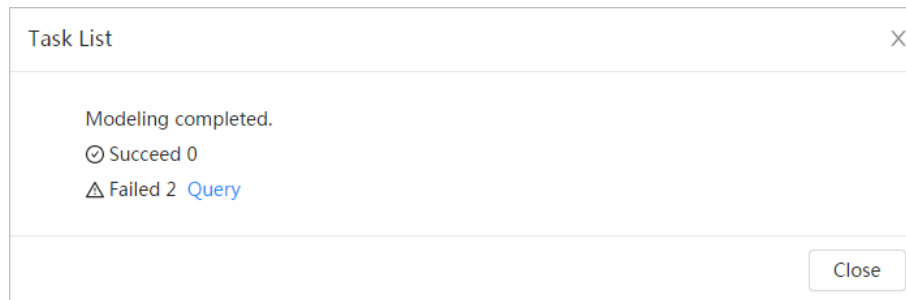 Task List
Modeling completed.
Succeed 0
Failed 2 Query
Close